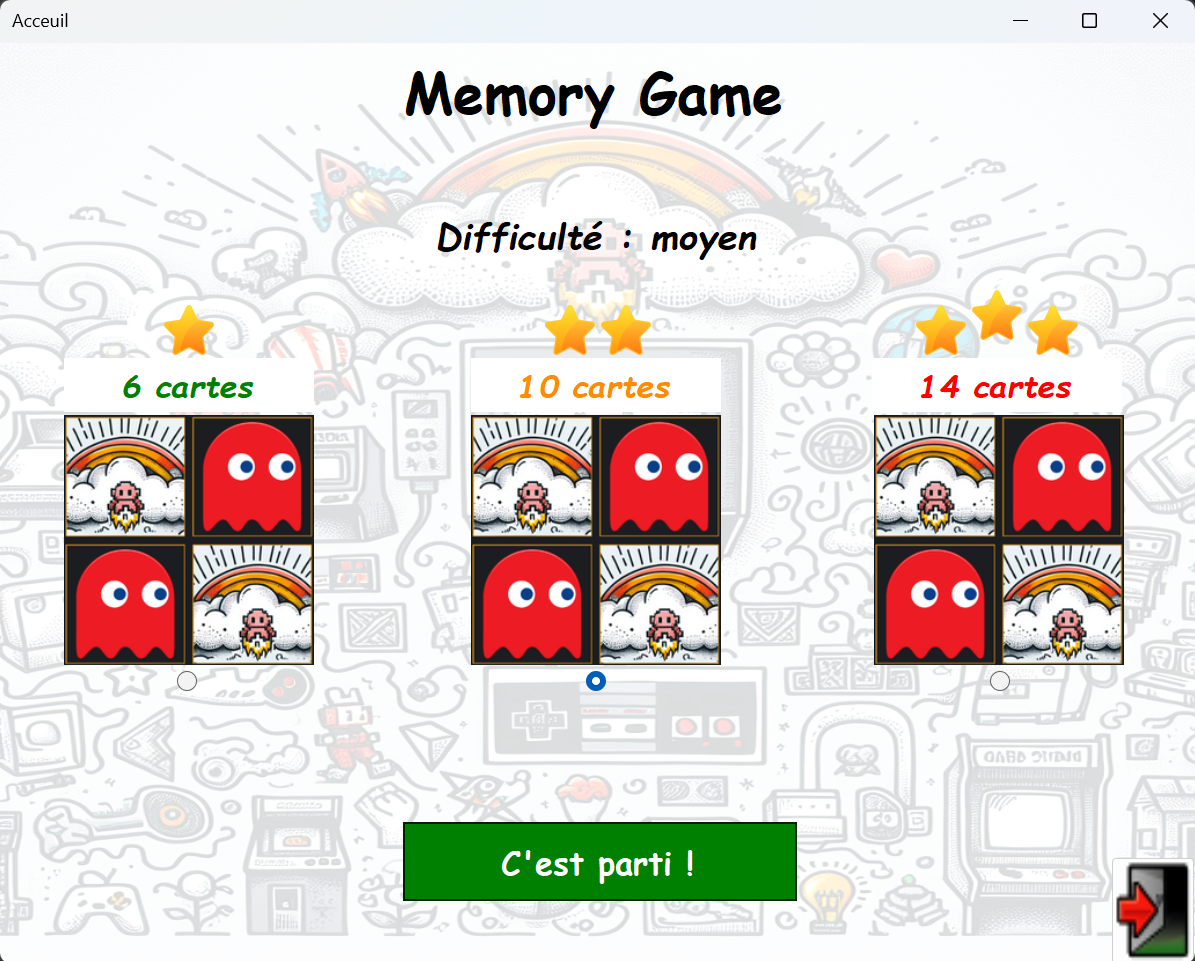 Acceuil
Memory Game
Difficulté : moyen
6 cartes
10 cartes
14 cartes
C'est parti !